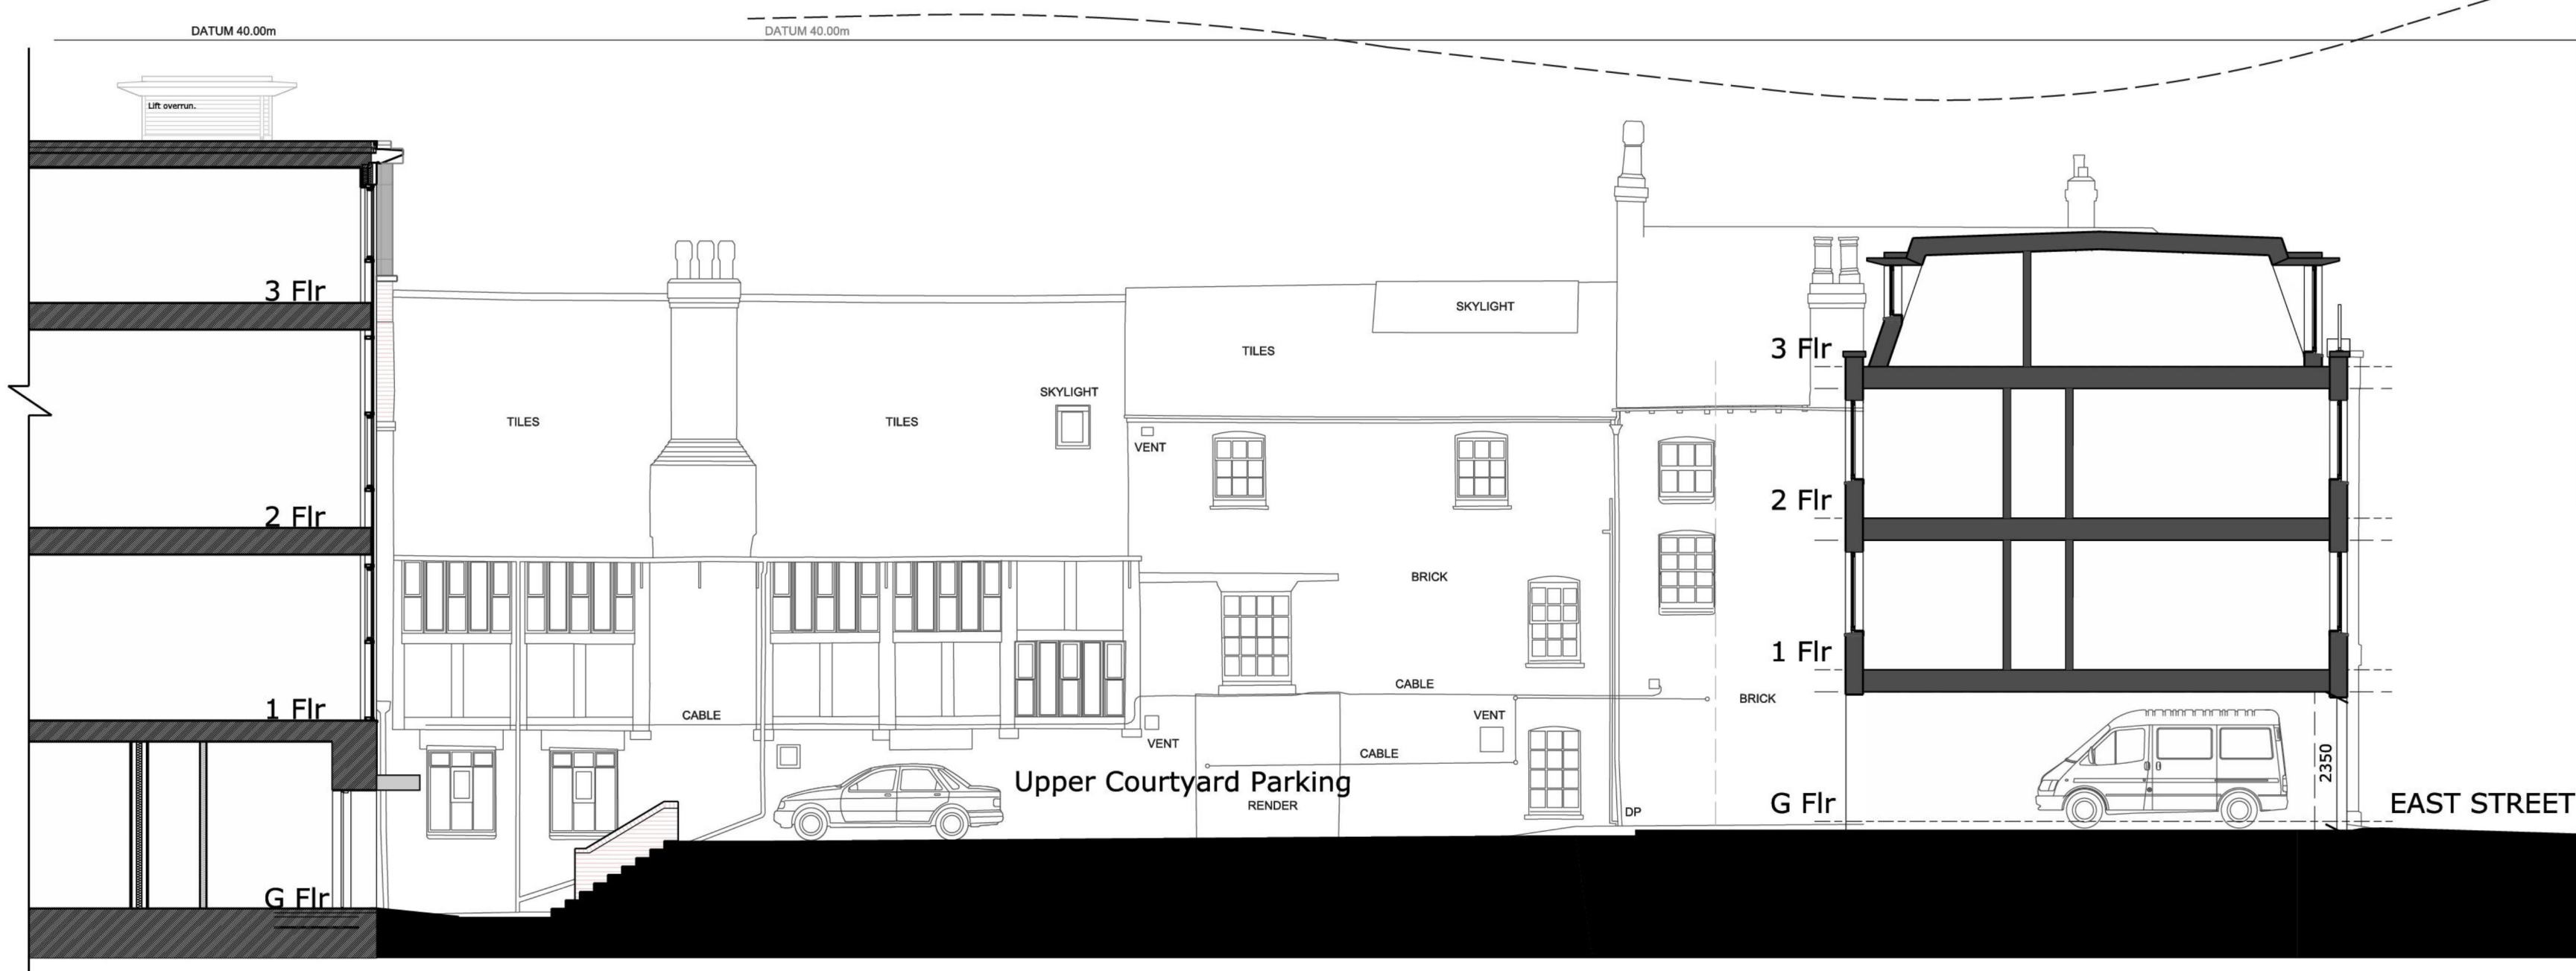 DATUM 40.00m
DATUM 40.00m
Lift overrun.
3 Flr
SKYLIGHT
TILES
3 Flr
SKYLIGHT
TILES
TILES
VENT
2 Flr
2 Flr
BRICK
1 Flr
CABLE
BRICK
1 Flr
CABLE
VENT
VENT
CABLE
2350
Upper Courtyard Parking
RENDER
DP
G Flr
EAST STREET
G Flr